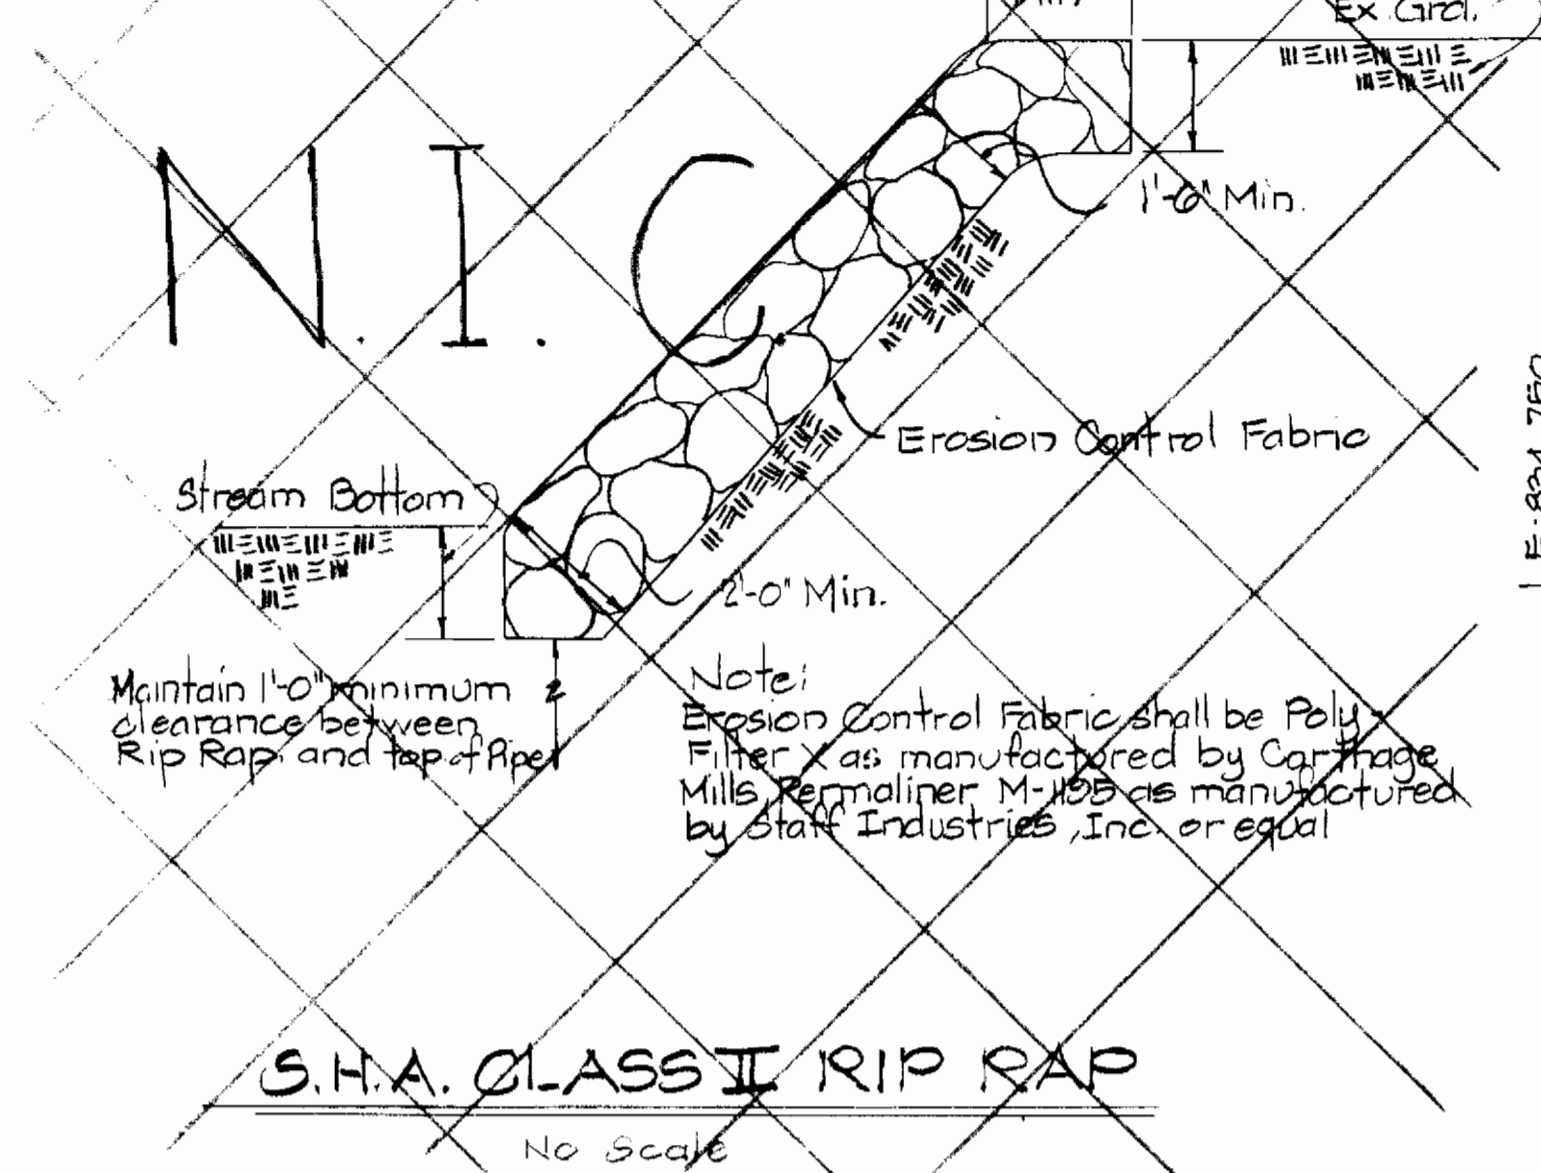 Ex. Grd.
N. I. C
1'-6" Min.
Erosion Control Fabric
Stream Bottom
2'-0" Min.
Maintain 1'-0" minimum
clearance between
Rip Rap and top of Pipe
Note:
Erosion Control Fabric shall be Poly
Filter X as manufactured by Carthage
Mills, Permaliner M-1195 as manufactured
by Staff Industries, Inc. or equal
S.H.A. CLASS II RIP RAP
No Scale